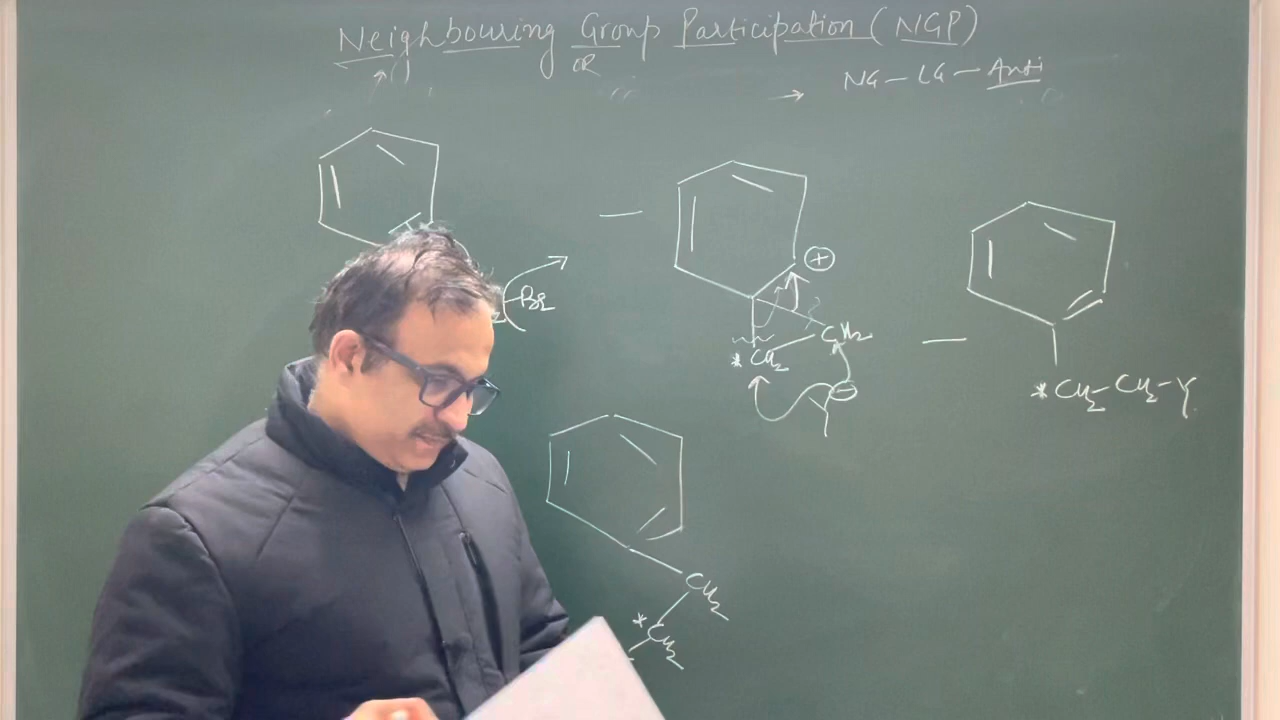 Neighbouring Group Participation (NGP)
OR
→ NG – LG – Anti
Br
+
* CH2 CH2
–
Y
* CH2 – CH2 – Y
CH2
* CH2